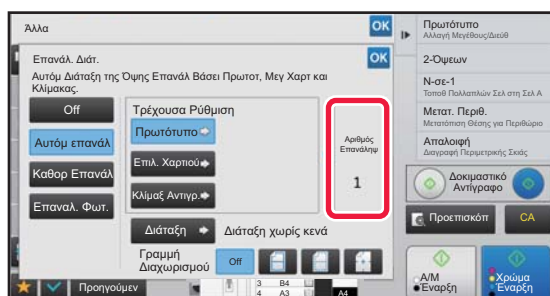 Άλλα
OK
Επανάλ. Διάτ.
OK
Αυτόμ Διάταξη της Όψης Επανάλ Βάσει Πρωτοτ, Μεγ Χαρτ και
Κλίμακας.
Off
Αυτόμ επανάλ
Καθορ Επανάλ
Επαναλ. Φωτ.
Τρέχουσα Ρύθμιση
Πρωτότυπο
Επιλ. Χαρτιού
Κλίμαξ Αντιγρ.
Αριθμός
Επανάληψ
1
Διάταξη
Διάταξη χωρίς κενά
Γραμμή
Διαχωρισμού
Off
Προηγούμεν
3 B4
4 A3
A4
Πρωτότυπο
Αλλαγή Μεγέθους/Διεύθ
2-Όψεων
N-σε-1
Τοποθ Πολλαπλών Σελ στη Σελ Α
Μετατ. Περιθ.
Μετατόπιση Θέσης για Περιθώριο
Απαλοιφή
Διαγραφή Περιμετρικής Σκιάς
Δοκιμαστικό
Αντίγραφο
Προεπισκόπ
CA
Α/Μ
Έναρξη
Χρώμα
Έναρξη